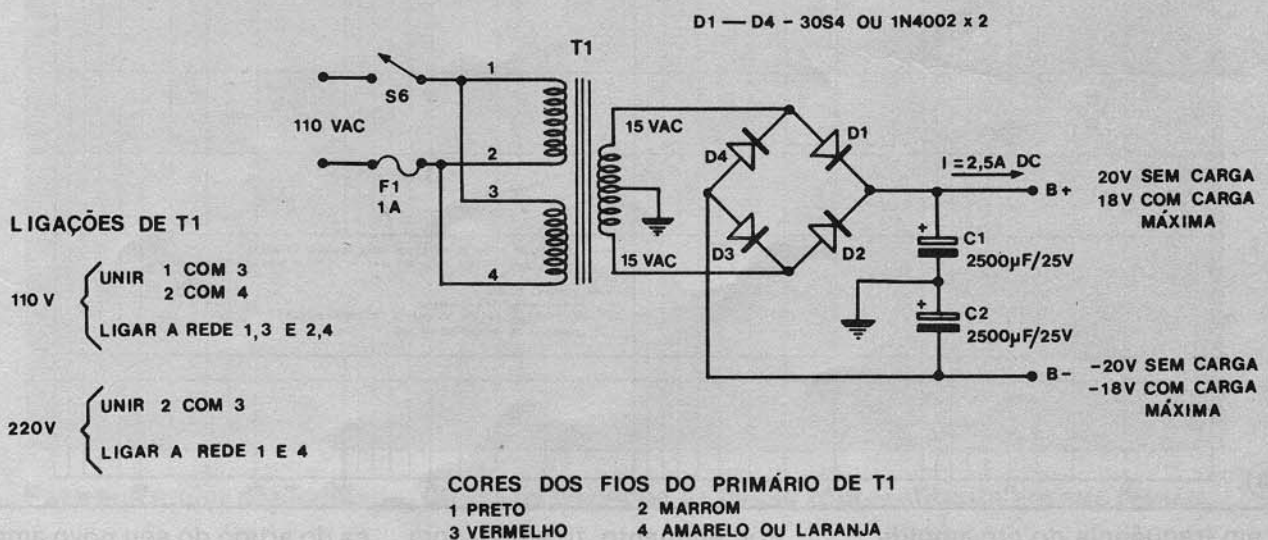 D1 — D4 - 30S4 OU 1N4002 x 2
T1
1
S6
110 VAC
2
F1
1A
3
4
15 VAC
15 VAC
D4
D1
D3
D2
I = 2,5A DC
B+
20V SEM CARGA
18V COM CARGA
MÁXIMA
+
C1
2500µF/25V
+
C2
2500µF/25V
B-
-20V SEM CARGA
-18V COM CARGA
MÁXIMA
LIGAÇÕES DE T1
110 V
UNIR 1 COM 3
2 COM 4
LIGAR A REDE 1,3 E 2,4
220V
UNIR 2 COM 3
LIGAR A REDE 1 E 4
CORES DOS FIOS DO PRIMÁRIO DE T1
1 PRETO 2 MARROM
3 VERMELHO 4 AMARELO OU LARANJA